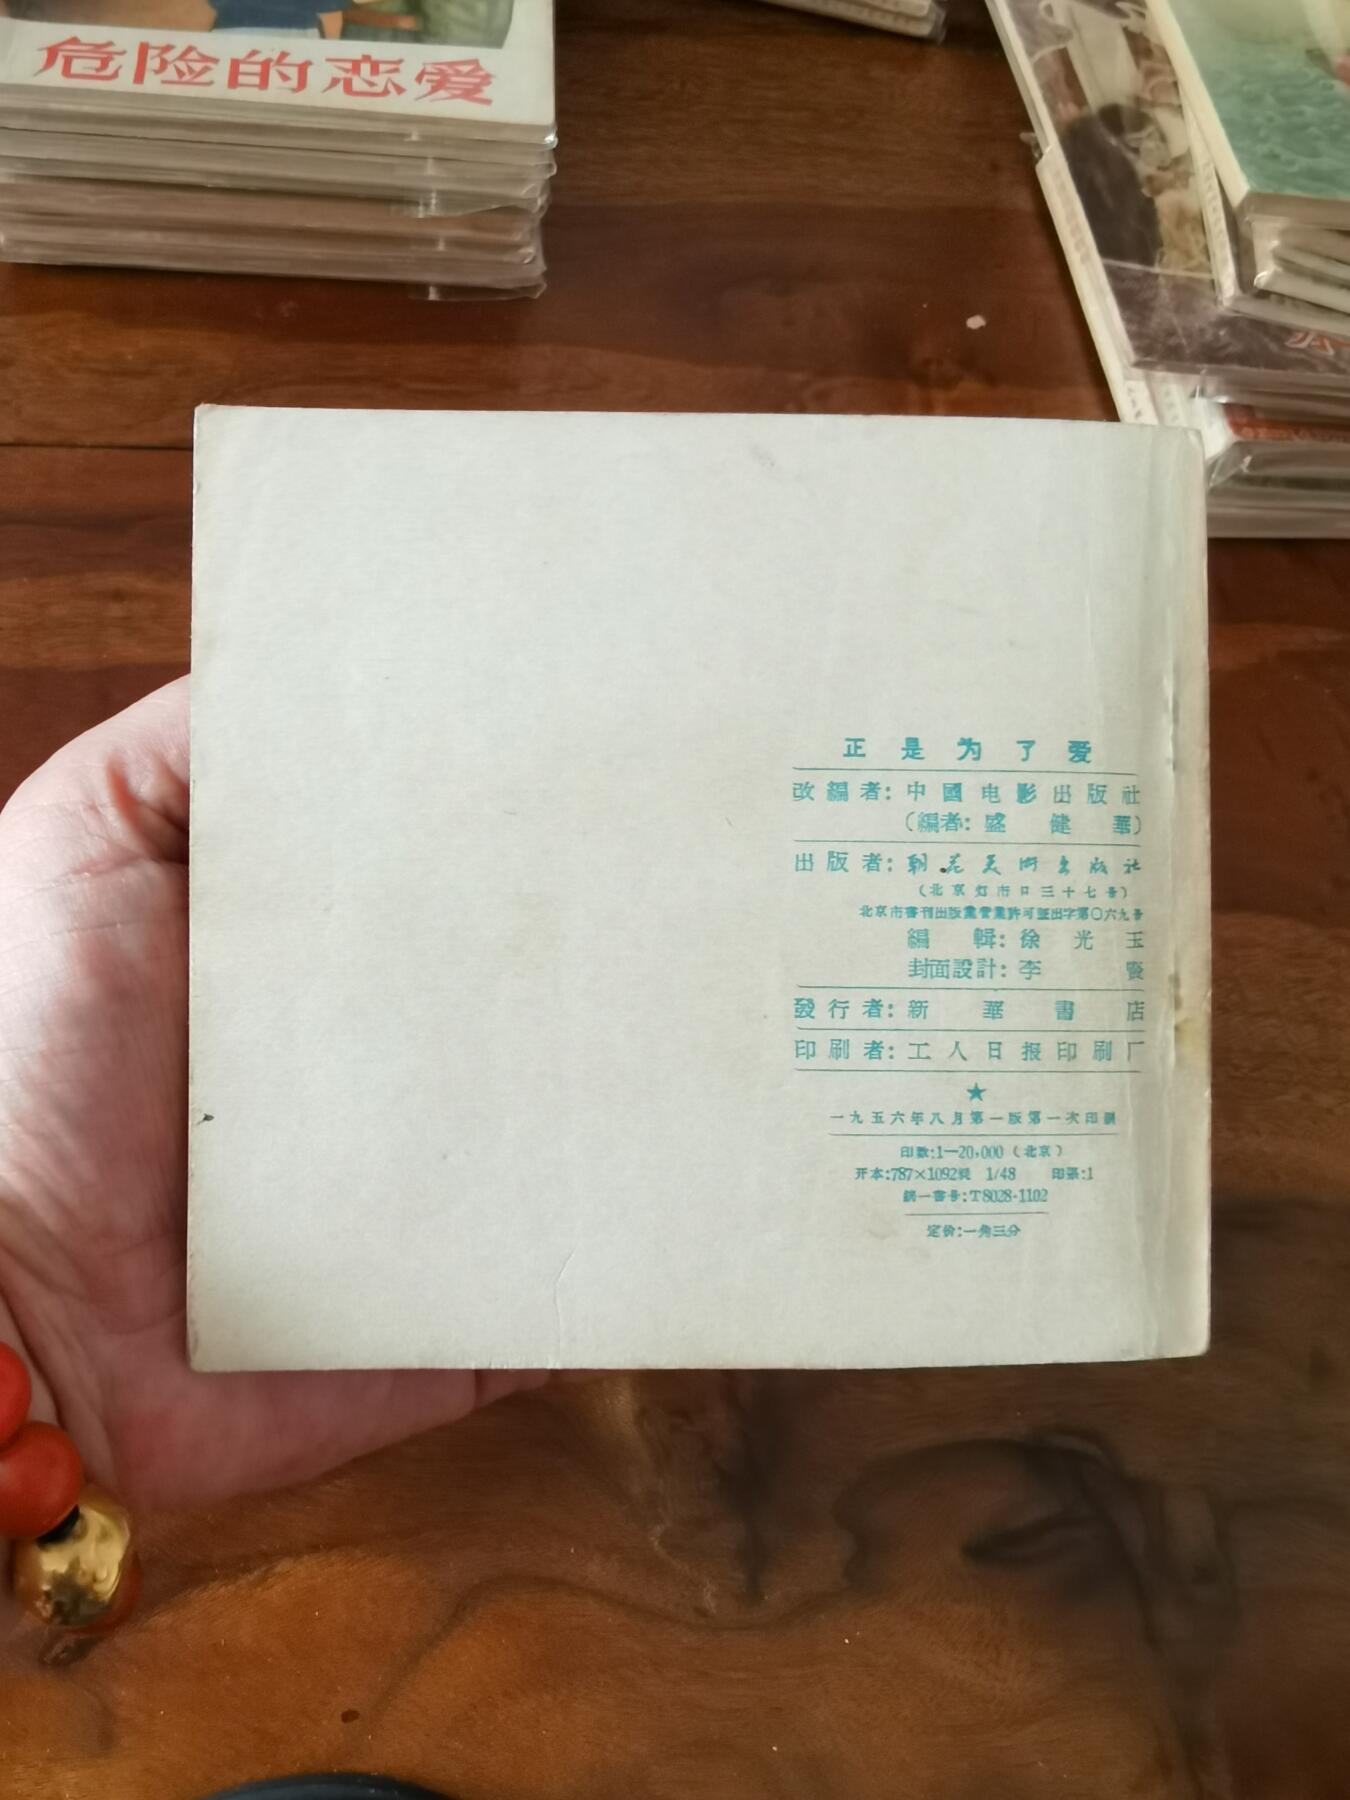 危险的恋爱
正是为了爱
改編者:中國电影出版社
(編者:盛健華)
出版者:朝花美術出版社
(北京灯市口三十七号)
北京市書刊出版業营業許可証出字第〇六九号
編輯:徐光玉
封面設計:李賢
發行者:新華書店
印刷者:工人日报印刷厂
★
一九五六年八月第一版第一次印刷
印数:1—20,000(北京)
开本:787×1092耗 1/48 印張:1
統一書号:T8028·1102
定价:一角三分